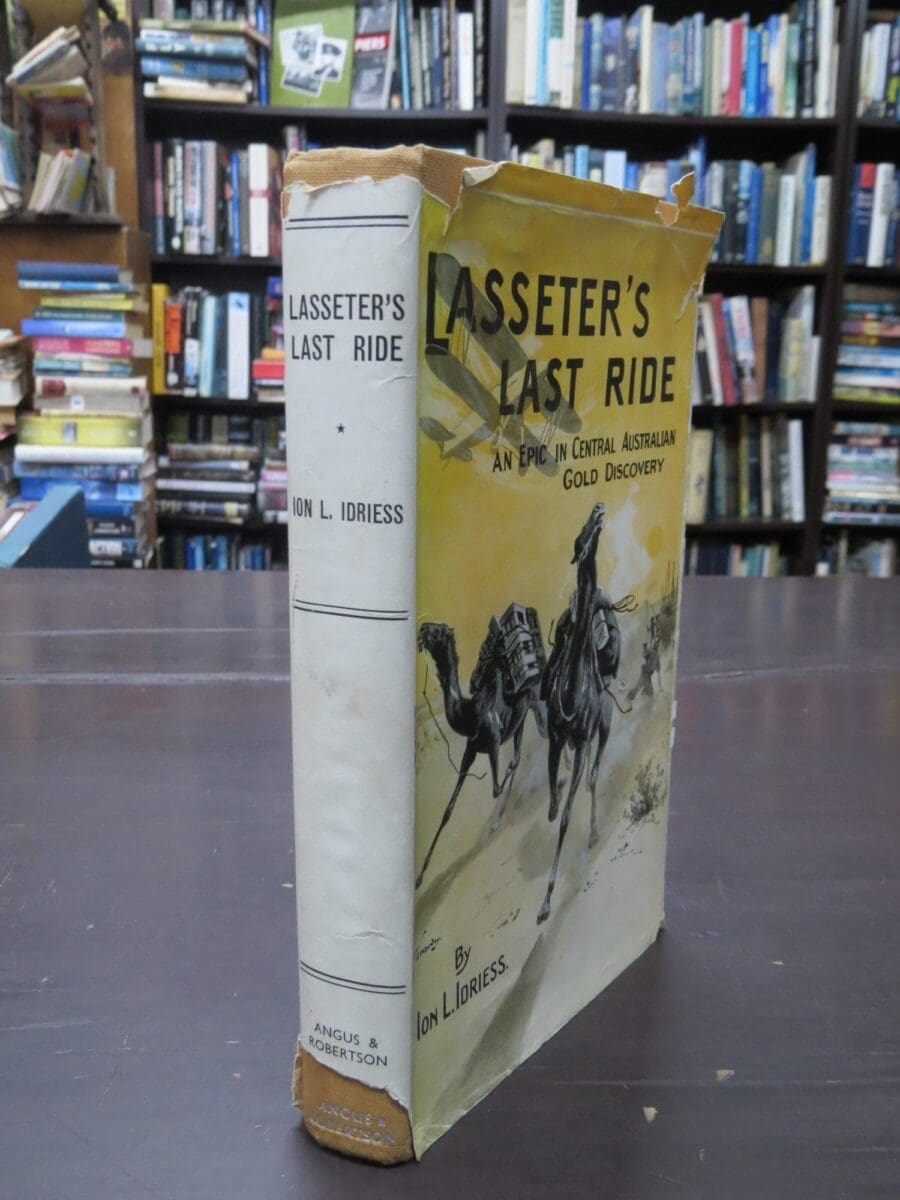 LASSETER'S
LAST RIDE
*
ION L. IDRIESS
ANGUS &
ROBERTSON
ANGUS &
ROBERTSON
LASSETER'S
LAST RIDE
AN EPIC IN CENTRAL AUSTRALIAN
GOLD DISCOVERY
By
ION L. IDRIESS.
PIERS